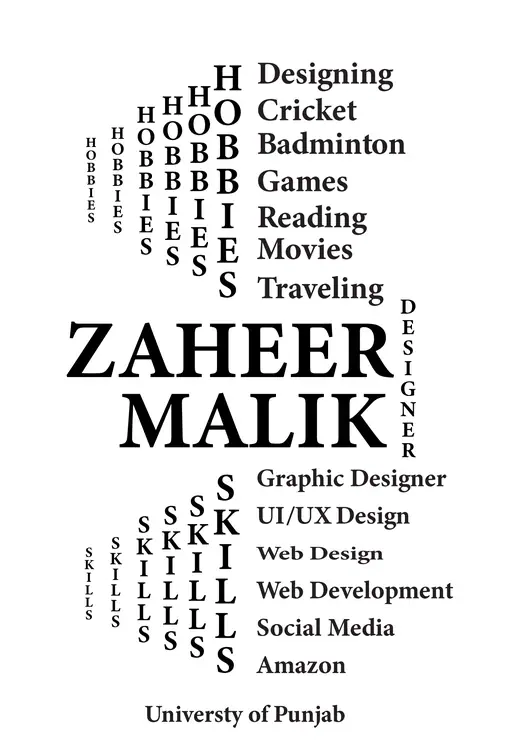 HOBBIES
HOBBIES
HOBBIES
HOBBIES
HOBBIES
HOBBIES
Designing
Cricket
Badminton
Games
Reading
Movies
Traveling
ZAHEER
MALIK
DESIGNER
SKILLS
SKILLS
SKILLS
SKILLS
SKILLS
SKILLS
Graphic Designer
UI/UX Design
Web Design
Web Development
Social Media
Amazon
Universty of Punjab